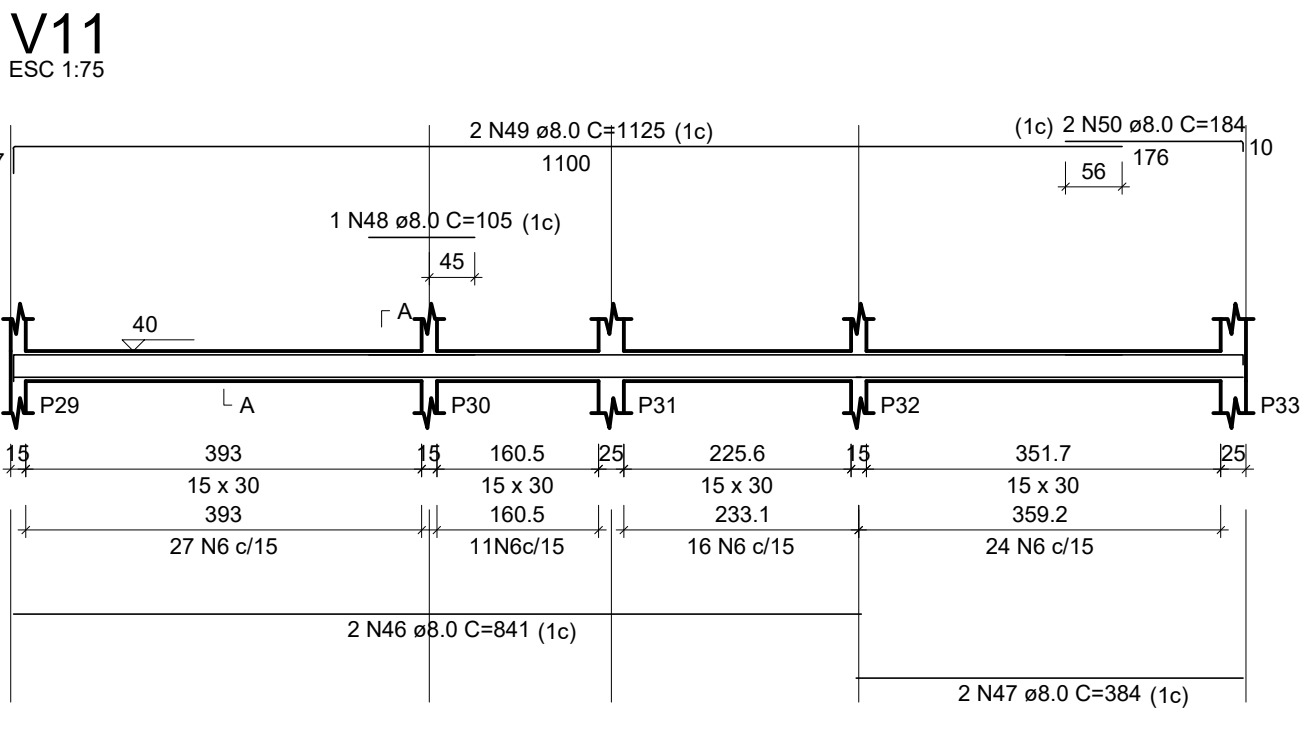 V11
ESC 1:75
2 N49 ø8.0 C=1125 (1c)
(1c) 2 N50 ø8.0 C=184
1100
176
10
56
1 N48 ø8.0 C=105 (1c)
45
A
40
P29
A
P30
P31
P32
P33
15 393 15 160.5 25 225.6 15 351.7 25
15 x 30 15 x 30 15 x 30 15 x 30
393 160.5 233.1 359.2
27 N6 c/15 11N6c/15 16 N6 c/15 24 N6 c/15
2 N46 ø8.0 C=841 (1c)
2 N47 ø8.0 C=384 (1c)